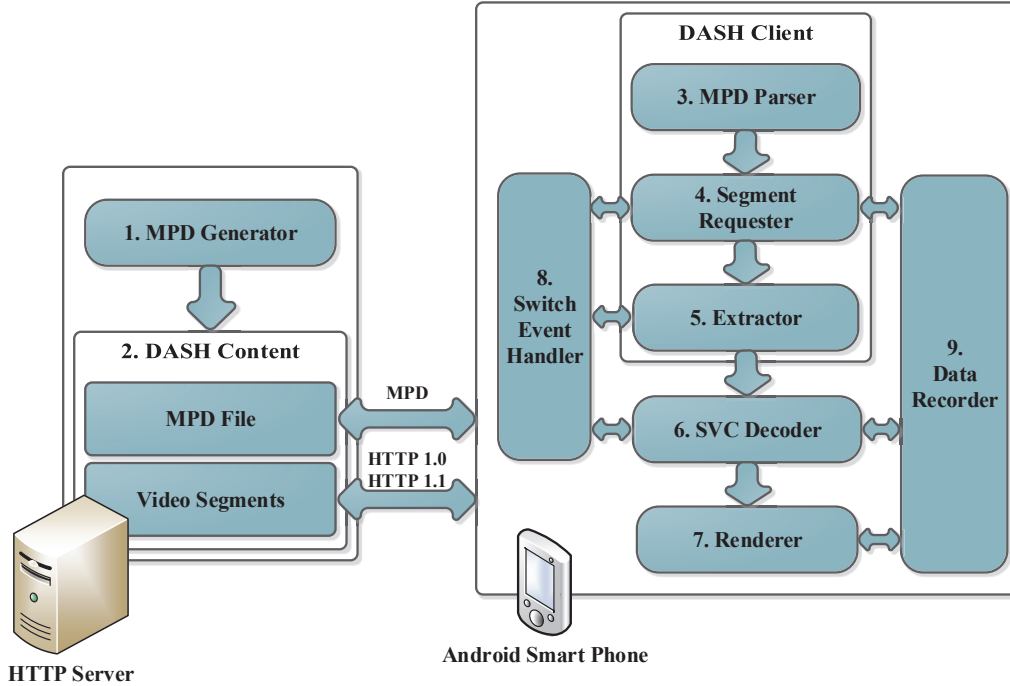 1. MPD Generator
2. DASH Content
MPD File
Video Segments
HTTP Server
MPD
HTTP 1.0
HTTP 1.1
DASH Client
3. MPD Parser
4. Segment
Requester
5. Extractor
6. SVC Decoder
7. Renderer
8.
Switch
Event
Handler
9.
Data
Recorder
Android Smart Phone